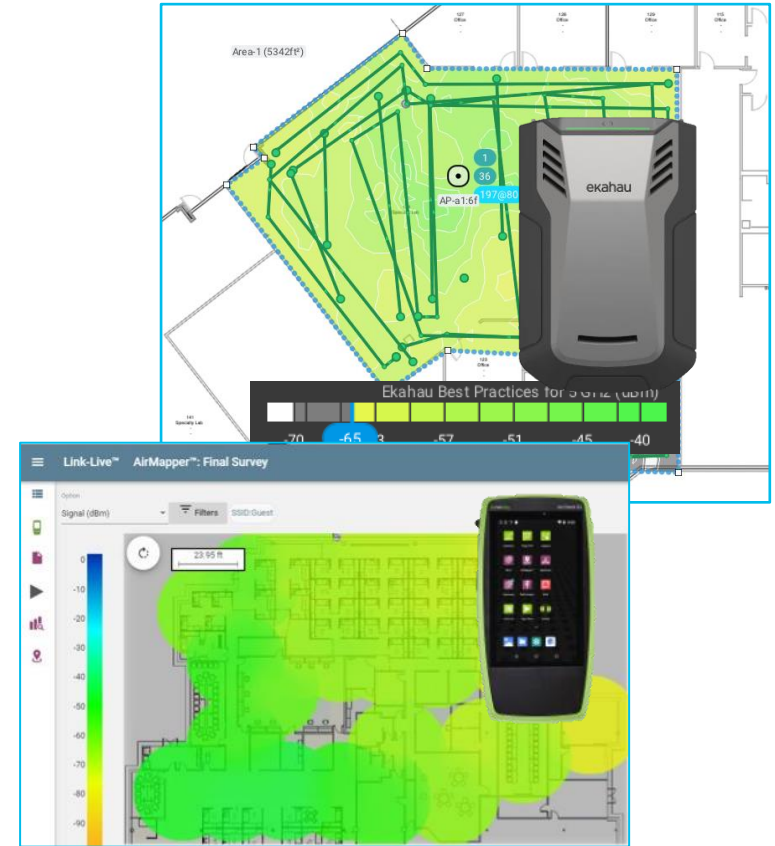 127
Office
128
Office
129
Office
115
Office
Area-1 (5342ft²)
1
36
AP-a1:6f
197@80
ekahau
120
Office
101
Specialty Lab
Ekahau Best Practices for 5 GHz (dBm)
-70
-65
3
-57
-51
-45
-40
Link-Live™ AirMapper™: Final Survey
Option
Signal (dBm)
Filters
SSID:Guest
23.95 ft
0
-10
-20
-30
-40
-50
-60
-70
-80
-90